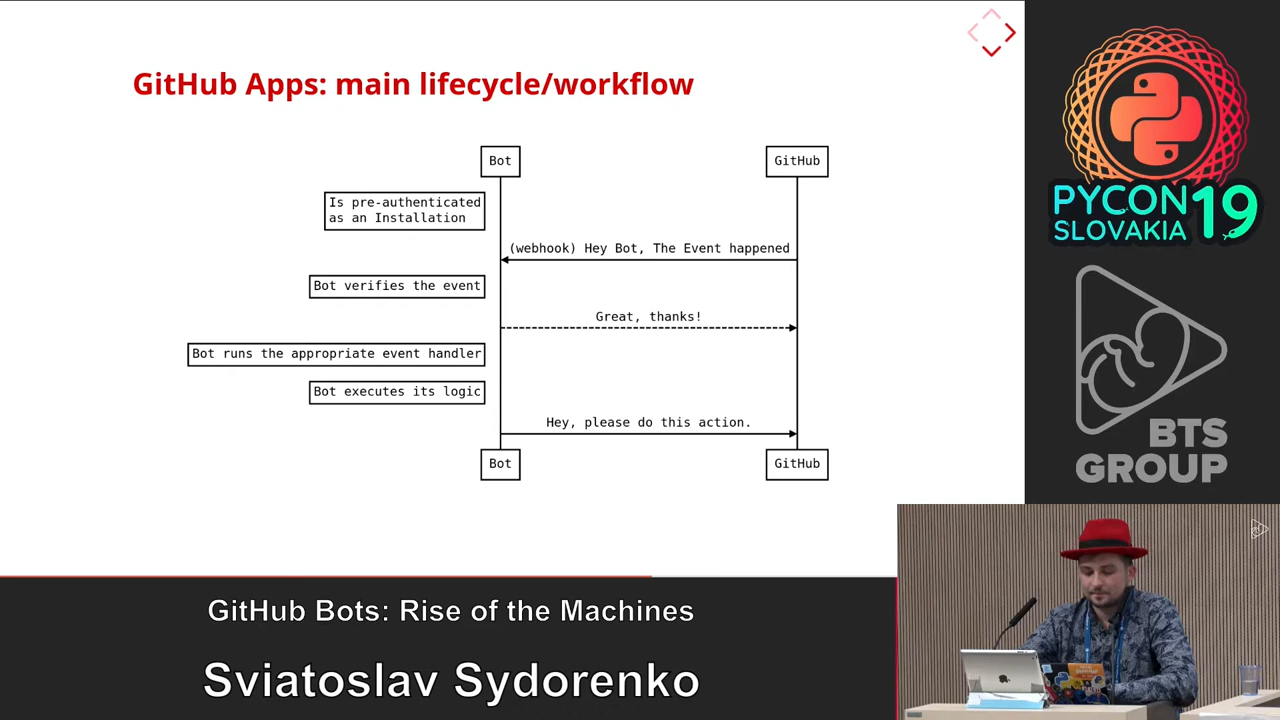 GitHub Apps: main lifecycle/workflow
Bot
GitHub
Is pre-authenticated
as an Installation
(webhook) Hey Bot, The Event happened
Bot verifies the event
Great, thanks!
Bot runs the appropriate event handler
Bot executes its logic
Hey, please do this action.
Bot
GitHub
PYCON
SLOVAKIA
19
BTS
GROUP
GitHub Bots: Rise of the Machines
Sviatoslav Sydorenko